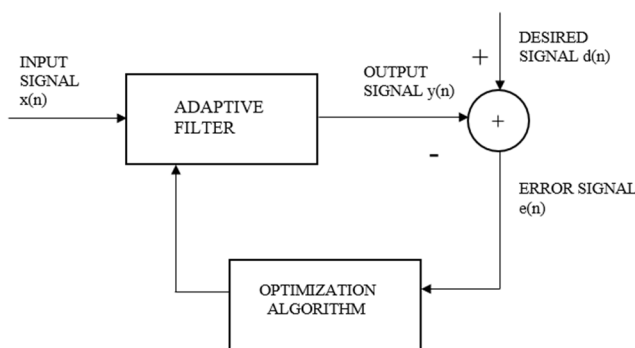 INPUT
SIGNAL
x(n)
ADAPTIVE
FILTER
OUTPUT
SIGNAL y(n)
+
DESIRED
SIGNAL d(n)
+
-
ERROR SIGNAL
e(n)
OPTIMIZATION
ALGORITHM